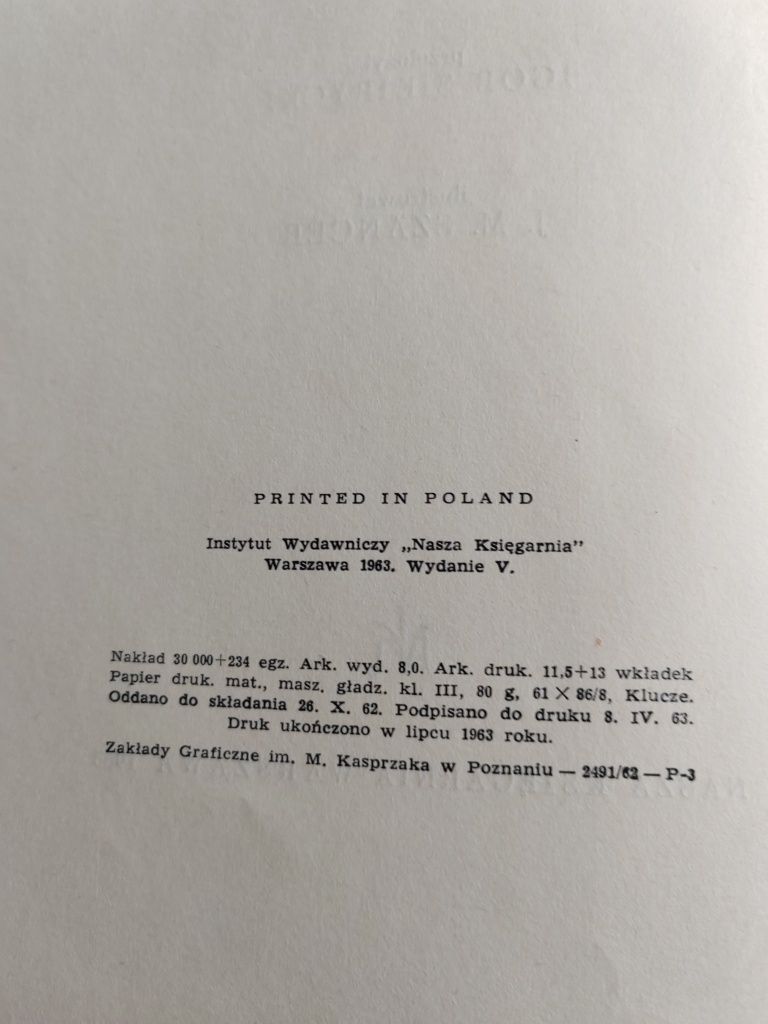 PRINTED IN POLAND
Instytut Wydawniczy „Nasza Księgarnia”
Warszawa 1963. Wydanie V.
Nakład 30 000+234 egz. Ark. wyd. 8,0. Ark. druk. 11,5+13 wkładek
Papier druk. mat., masz. gładz. kl. III, 80 g, 61 × 86/8, Klucze.
Oddano do składania 26. X. 62. Podpisano do druku 8. IV. 63.
Druk ukończono w lipcu 1963 roku.
Zakłady Graficzne im. M. Kasprzaka w Poznaniu — 2491/62 — P-3